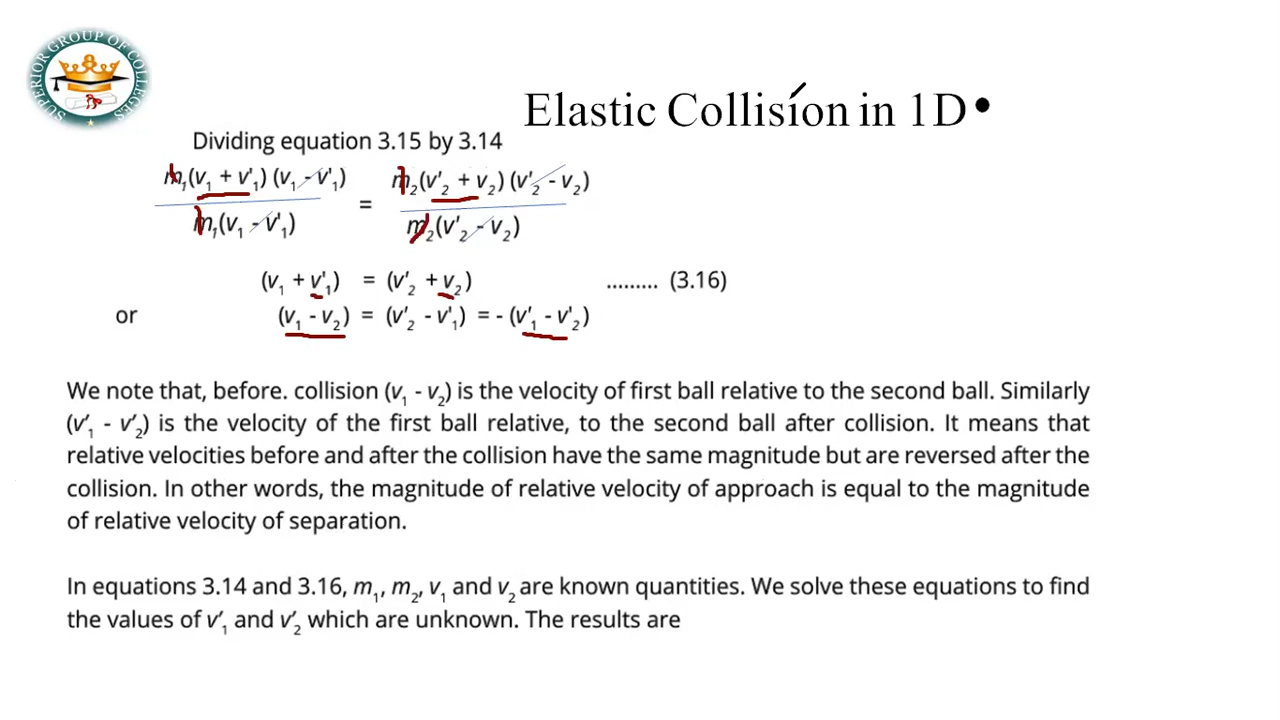 SUPERIOR GROUP OF COLLEGES
Elastic Collision in 1D•
Dividing equation 3.15 by 3.14
m₁(v₁ + v'₁) (v₁ - v'₁) m₂(v'₂ + v₂) (v'₂ - v₂)
=
m₁(v₁ - v'₁) m₂(v'₂ - v₂)
(v₁ + v'₁) = (v'₂ + v₂) ......... (3.16)
or (v₁ - v₂) = (v'₂ - v'₁) = - (v'₁ - v'₂)
We note that, before. collision (v₁ - v₂) is the velocity of first ball relative to the second ball. Similarly
(v'₁ - v'₂) is the velocity of the first ball relative, to the second ball after collision. It means that
relative velocities before and after the collision have the same magnitude but are reversed after the
collision. In other words, the magnitude of relative velocity of approach is equal to the magnitude
of relative velocity of separation.
In equations 3.14 and 3.16, m₁, m₂, v₁ and v₂ are known quantities. We solve these equations to find
the values of v'₁ and v'₂ which are unknown. The results are